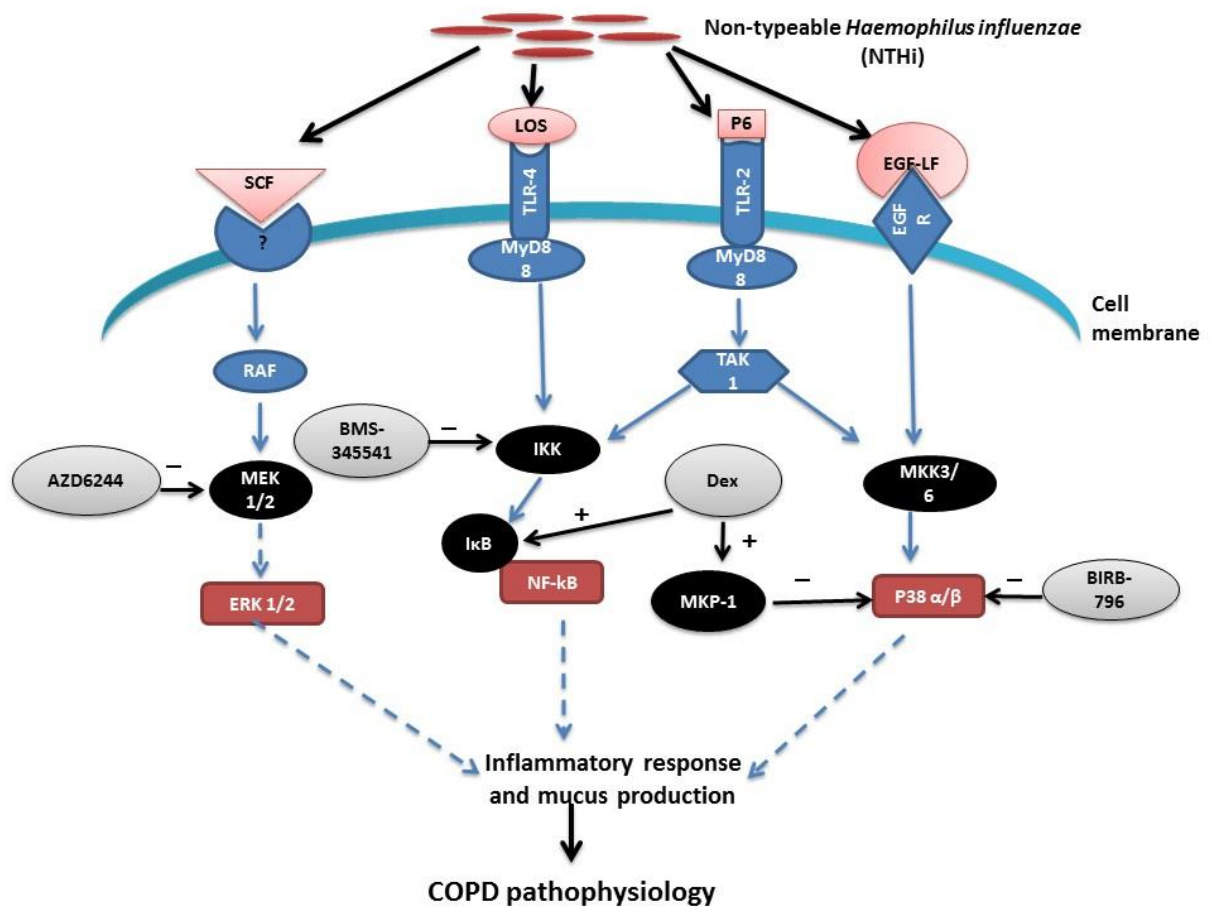 Non-typeable Haemophilus influenzae
(NTHi)
LOS
P6
EGF-LF
SCF
TLR-4
TLR-2
EGF
R
?
MyD8
8
MyD8
8
Cell
membrane
RAF
TAK
1
BMS-
345541
–
IKK
AZD6244
–
MEK
1/2
Dex
MKK3/
6
+
+
IκB
NF-kB
ERK 1/2
MKP-1
–
P38 α/β
–
BIRB-
796
Inflammatory response
and mucus production
COPD pathophysiology